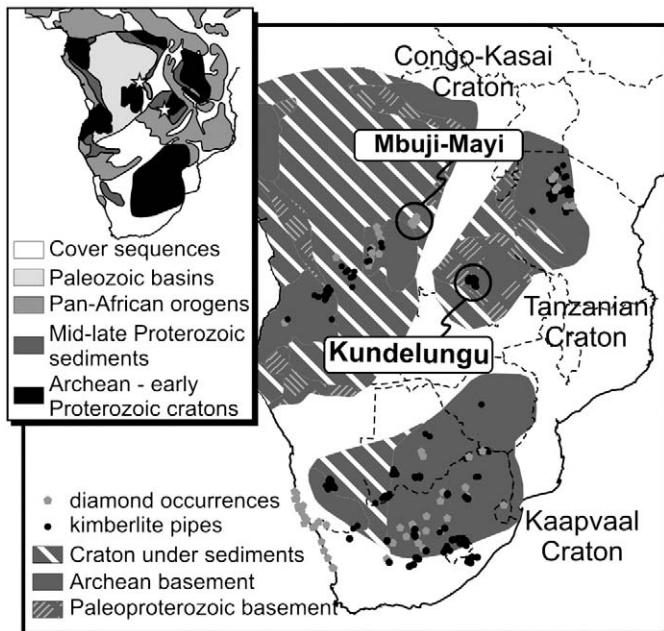 Cover sequences
Paleozoic basins
Pan-African orogens
Mid-late Proterozoic
sediments
Archean - early
Proterozoic cratons
Congo-Kasai
Craton
Mbuji-Mayi
Tanzanian
Craton
Kundelungu
Kaapvaal
Craton
diamond occurrences
kimberlite pipes
Craton under sediments
Archean basement
Paleoproterozoic basement